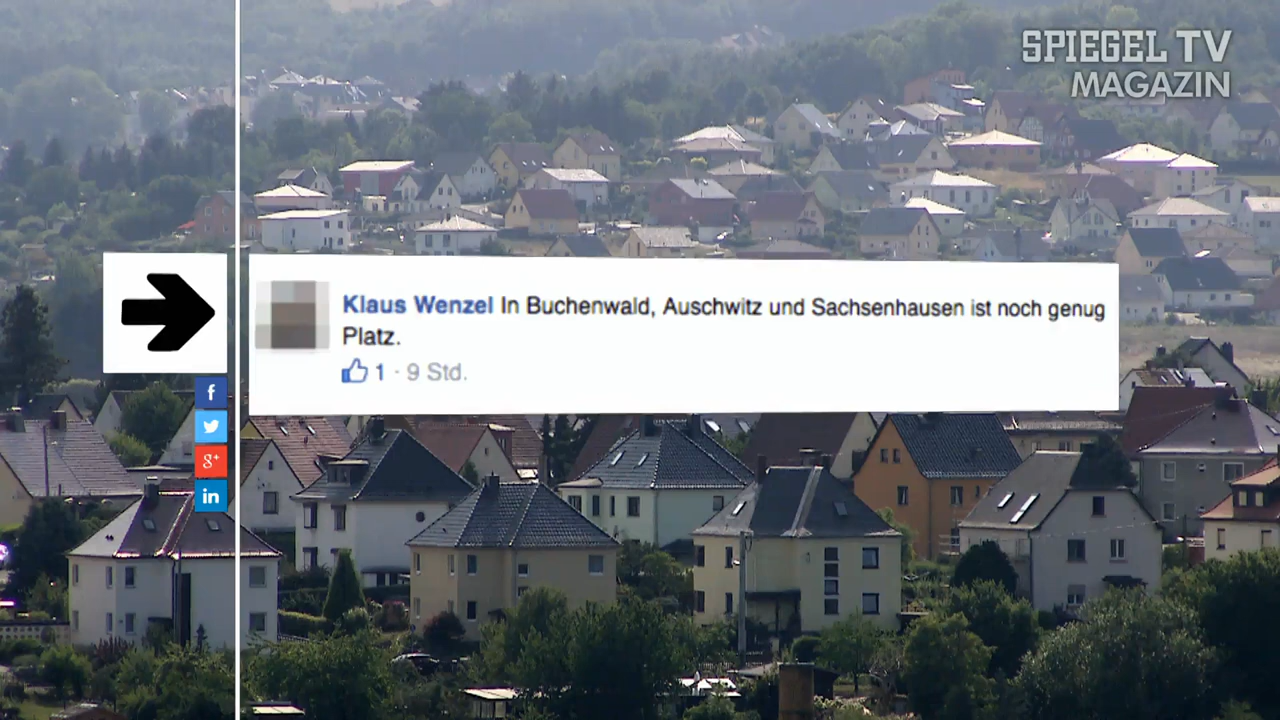 SPIEGEL TV
MAGAZIN
Klaus Wenzel In Buchenwald, Auschwitz und Sachsenhausen ist noch genug
Platz.
1 · 9 Std.
f
g+
in